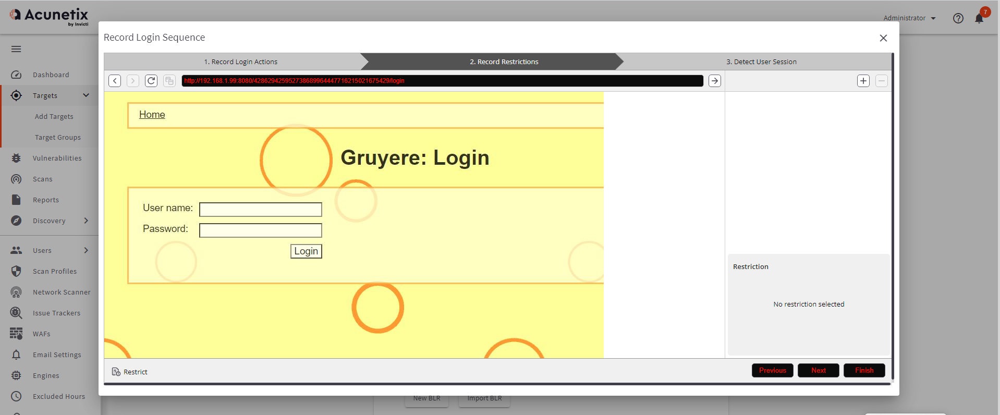 Acunetix
by Invicti
Administrator
7
Record Login Sequence
1. Record Login Actions
2. Record Restrictions
3. Detect User Session
http://192.168.1.99:8080/428629425952738689964447716215021675429/login
Dashboard
Targets
Add Targets
Target Groups
Vulnerabilities
Scans
Reports
Discovery
Users
Scan Profiles
Network Scanner
Issue Trackers
WAFs
Email Settings
Engines
Excluded Hours
Home
Gruyere: Login
User name:
Password:
Login
Restriction
No restriction selected
Restrict
Previous
Next
Finish
New BLR
Import BLR